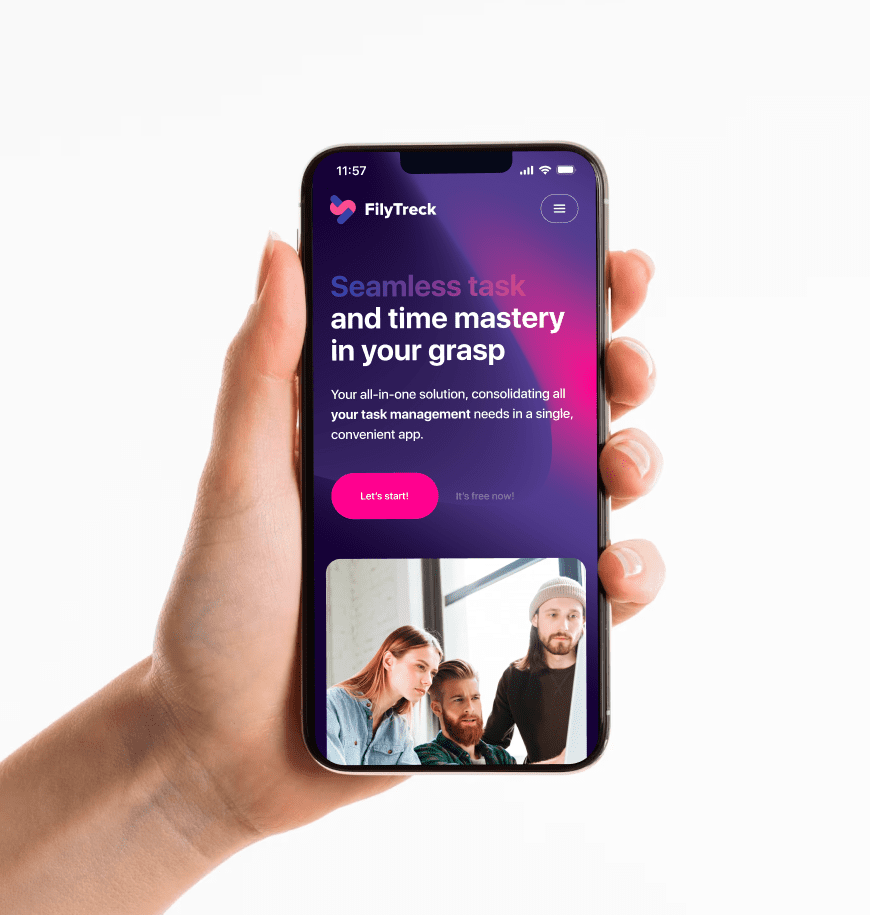 11:57
FilyTreck
Seamless task
and time mastery
in your grasp
Your all-in-one solution, consolidating all
your task management needs in a single,
convenient app.
Let's start!
It's free now!